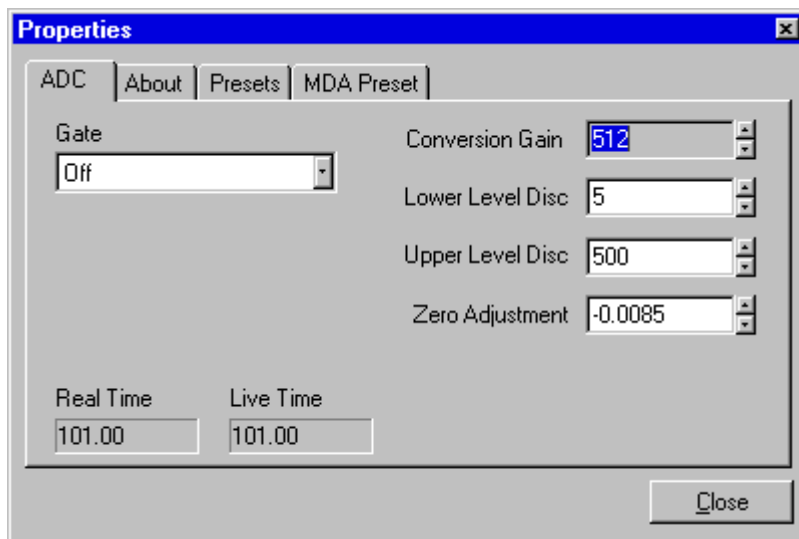 Properties
ADC About Presets MDA Preset
Gate
Off
Conversion Gain 512
Lower Level Disc 5
Upper Level Disc 500
Zero Adjustment -0.0085
Real Time Live Time
101.00 101.00
Close